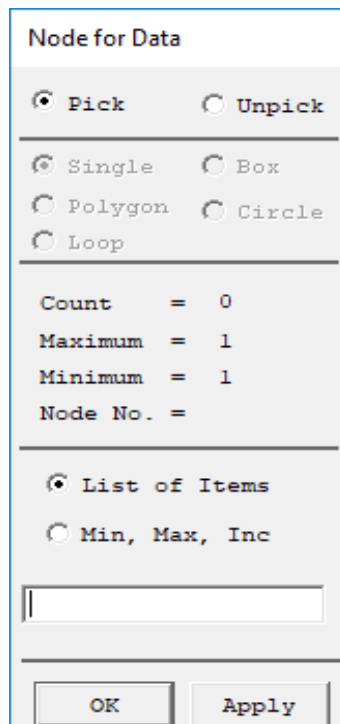 Node for Data
Pick Unpick
Single Box
Polygon Circle
Loop
Count = 0
Maximum = 1
Minimum = 1
Node No. =
List of Items
Min, Max, Inc
OK Apply